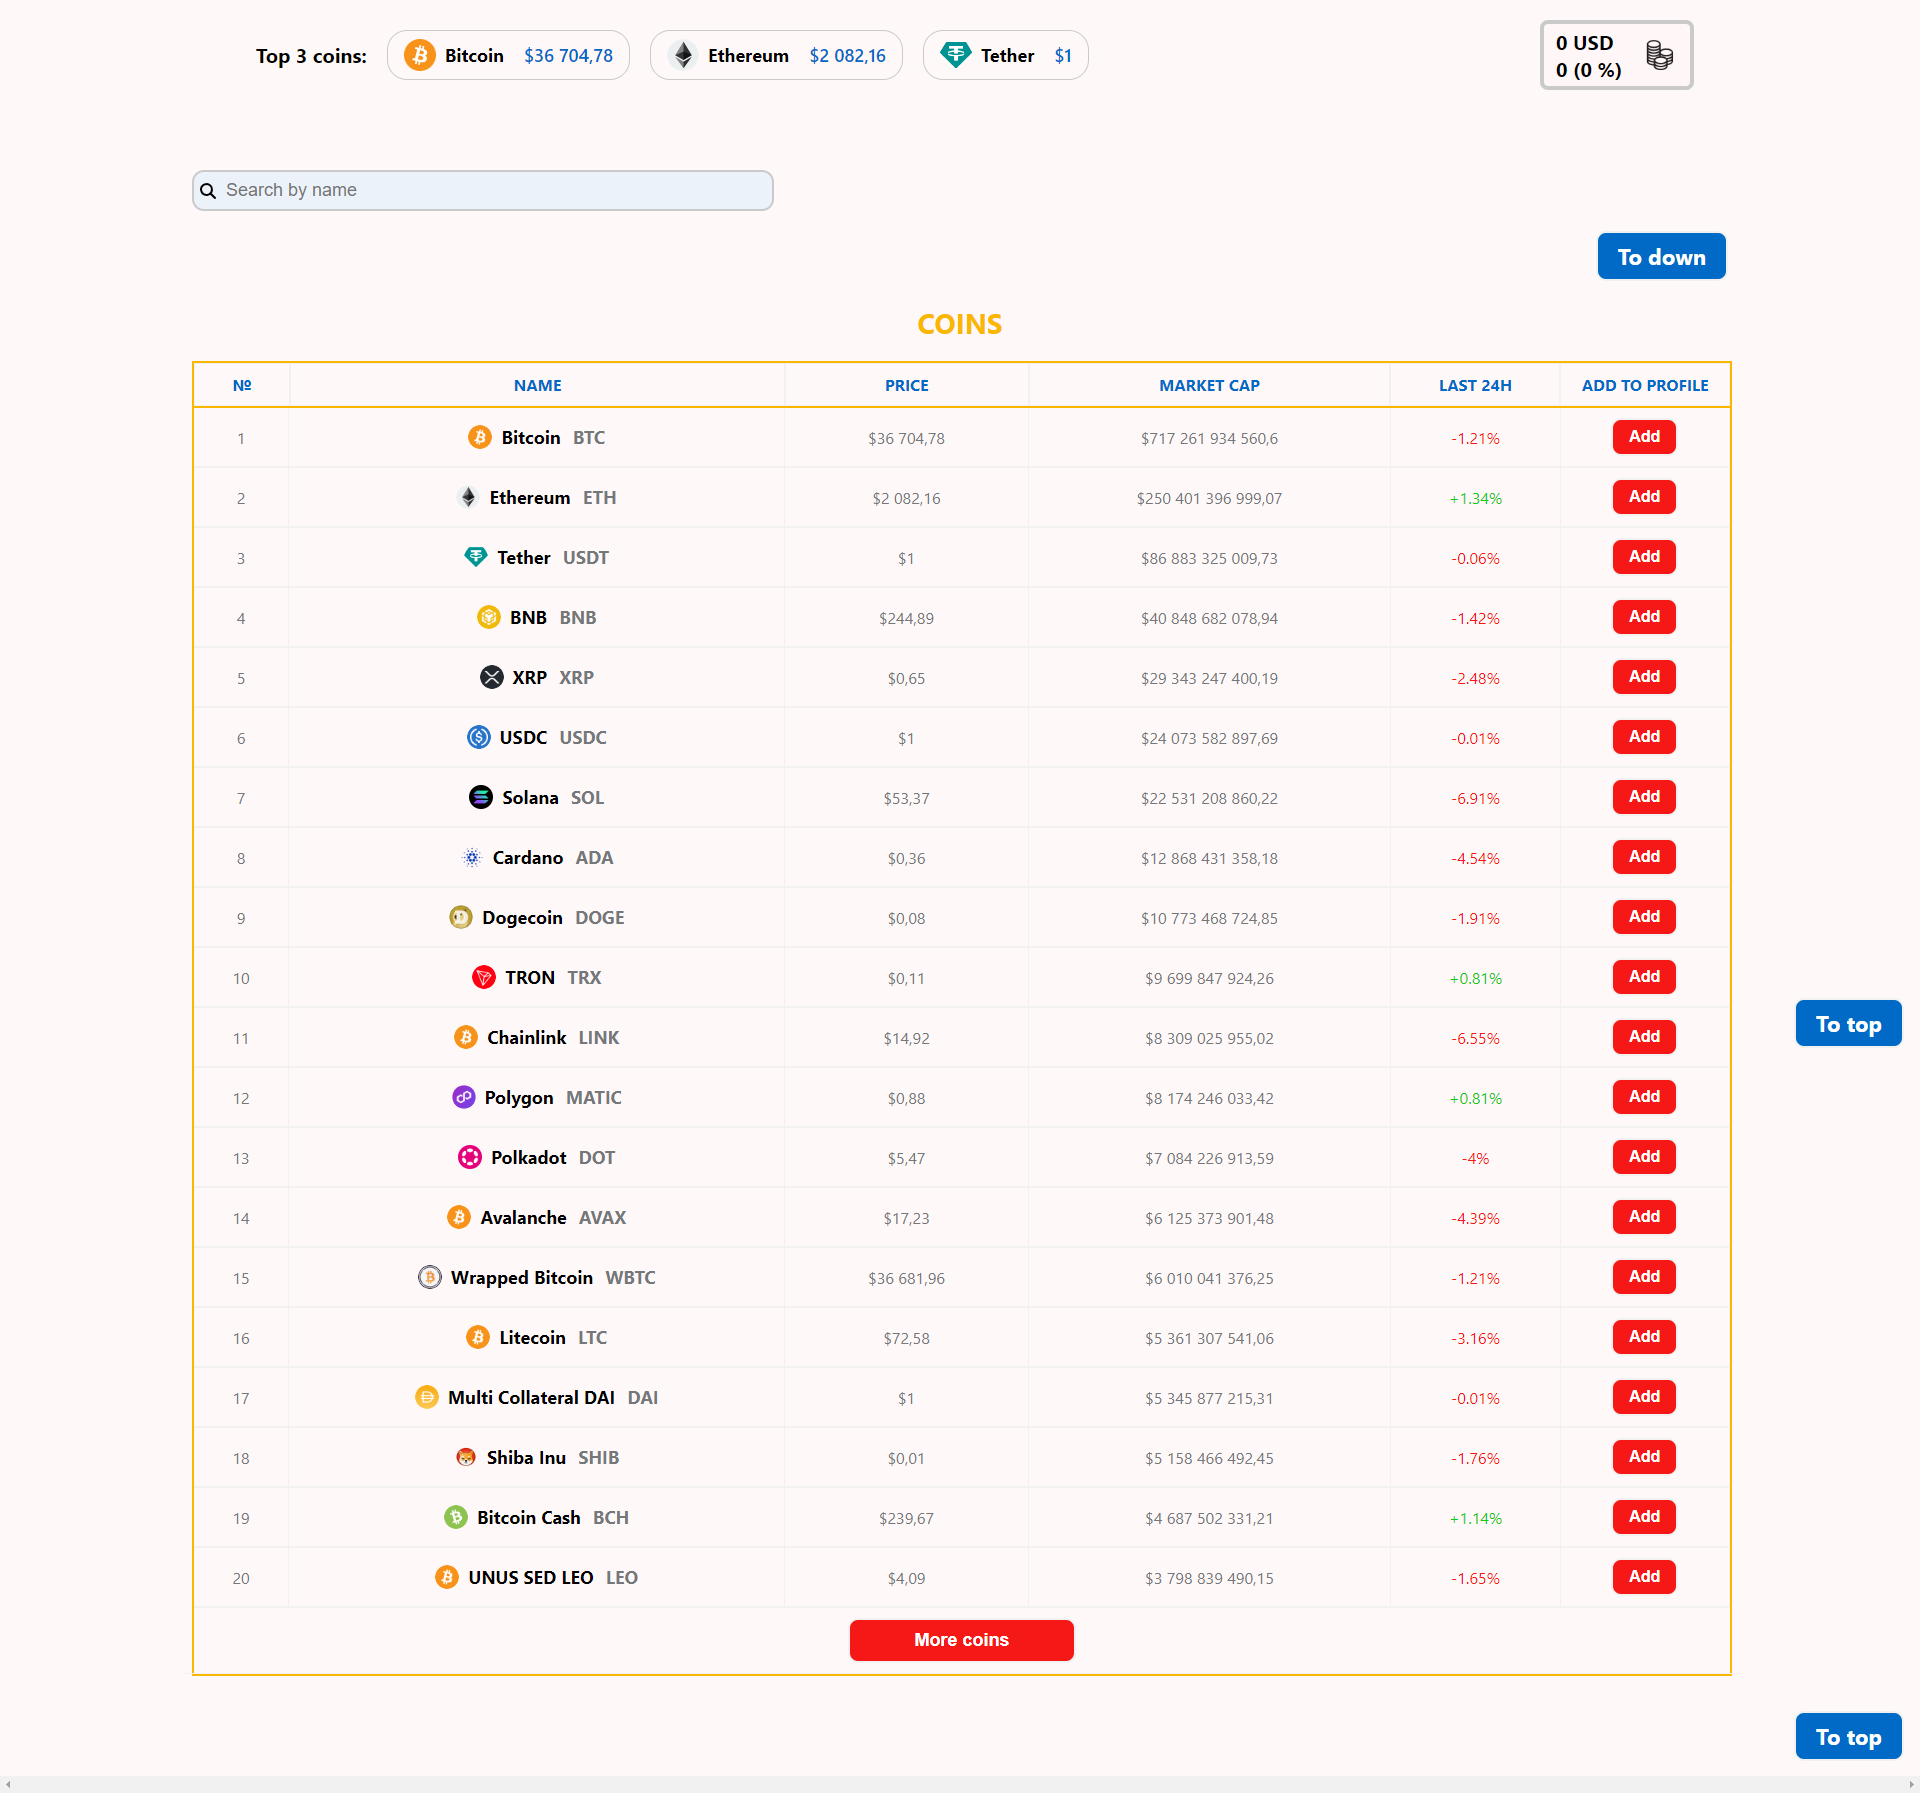 Top 3 coins: Bitcoin $36 704,78 Ethereum $2 082,16 Tether $1
0 USD
0 (0 %)
Search by name
To down
COINS
№ NAME PRICE MARKET CAP LAST 24H ADD TO PROFILE
1 Bitcoin BTC $36 704,78 $717 261 934 560,6 -1.21% Add
2 Ethereum ETH $2 082,16 $250 401 396 999,07 +1.34% Add
3 Tether USDT $1 $86 883 325 009,73 -0.06% Add
4 BNB BNB $244,89 $40 848 682 078,94 -1.42% Add
5 XRP XRP $0,65 $29 343 247 400,19 -2.48% Add
6 USDC USDC $1 $24 073 582 897,69 -0.01% Add
7 Solana SOL $53,37 $22 531 208 860,22 -6.91% Add
8 Cardano ADA $0,36 $12 868 431 358,18 -4.54% Add
9 Dogecoin DOGE $0,08 $10 773 468 724,85 -1.91% Add
10 TRON TRX $0,11 $9 699 847 924,26 +0.81% Add
11 Chainlink LINK $14,92 $8 309 025 955,02 -6.55% Add
To top
12 Polygon MATIC $0,88 $8 174 246 033,42 +0.81% Add
13 Polkadot DOT $5,47 $7 084 226 913,59 -4% Add
14 Avalanche AVAX $17,23 $6 125 373 901,48 -4.39% Add
15 Wrapped Bitcoin WBTC $36 681,96 $6 010 041 376,25 -1.21% Add
16 Litecoin LTC $72,58 $5 361 307 541,06 -3.16% Add
17 Multi Collateral DAI DAI $1 $5 345 877 215,31 -0.01% Add
18 Shiba Inu SHIB $0,01 $5 158 466 492,45 -1.76% Add
19 Bitcoin Cash BCH $239,67 $4 687 502 331,21 +1.14% Add
20 UNUS SED LEO LEO $4,09 $3 798 839 490,15 -1.65% Add
More coins
To top